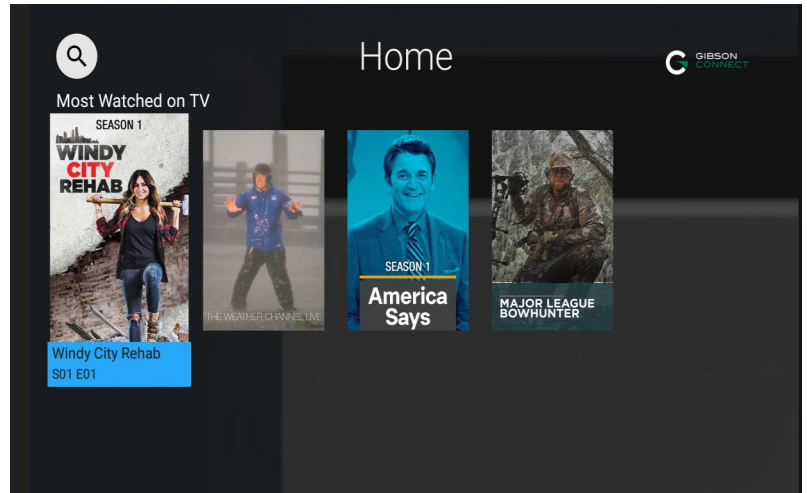 Home
GIBSON
CONNECT
Most Watched on TV
SEASON 1
WINDY
CITY
REHAB
THE WEATHER CHANNEL LIVE
SEASON 1
America
Says
MAJOR LEAGUE
BOWHUNTER
Windy City Rehab
S01 E01